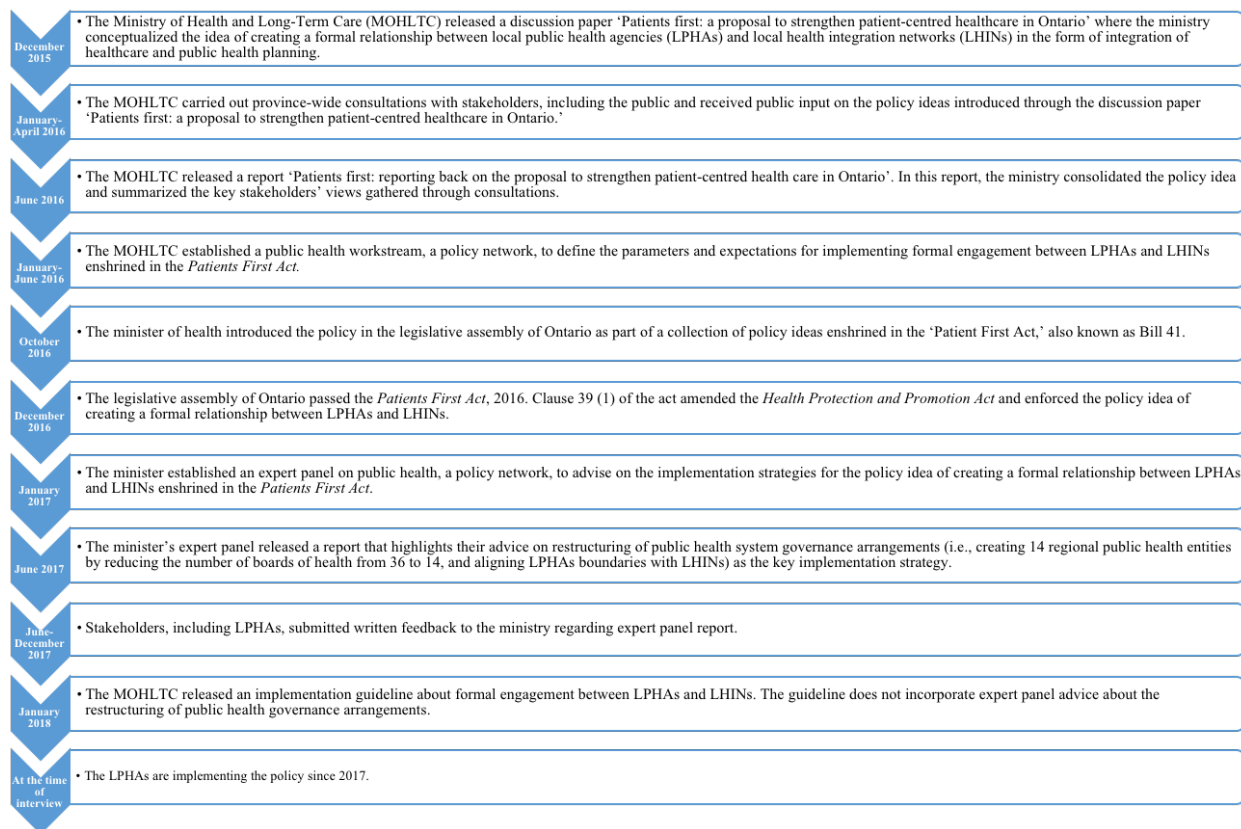 December
2015
• The Ministry of Health and Long-Term Care (MOHLTC) released a discussion paper ‘Patients first: a proposal to strengthen patient-centred healthcare in Ontario’ where the ministry
conceptualized the idea of creating a formal relationship between local public health agencies (LPHAs) and local health integration networks (LHINs) in the form of integration of
healthcare and public health planning.
January-
April 2016
• The MOHLTC carried out province-wide consultations with stakeholders, including the public and received public input on the policy ideas introduced through the discussion paper
‘Patients first: a proposal to strengthen patient-centred healthcare in Ontario.’
June 2016
• The MOHLTC released a report ‘Patients first: reporting back on the proposal to strengthen patient-centred health care in Ontario’. In this report, the ministry consolidated the policy idea
and summarized the key stakeholders’ views gathered through consultations.
January-
June 2016
• The MOHLTC established a public health workstream, a policy network, to define the parameters and expectations for implementing formal engagement between LPHAs and LHINs
enshrined in the Patients First Act.
October
2016
• The minister of health introduced the policy in the legislative assembly of Ontario as part of a collection of policy ideas enshrined in the ‘Patient First Act,’ also known as Bill 41.
December
2016
• The legislative assembly of Ontario passed the Patients First Act, 2016. Clause 39 (1) of the act amended the Health Protection and Promotion Act and enforced the policy idea of
creating a formal relationship between LPHAs and LHINs.
January
2017
• The minister established an expert panel on public health, a policy network, to advise on the implementation strategies for the policy idea of creating a formal relationship between LPHAs
and LHINs enshrined in the Patients First Act.
June 2017
• The minister’s expert panel released a report that highlights their advice on restructuring of public health system governance arrangements (i.e., creating 14 regional public health entities
by reducing the number of boards of health from 36 to 14, and aligning LPHAs boundaries with LHINs) as the key implementation strategy.
June-
December
2017
• Stakeholders, including LPHAs, submitted written feedback to the ministry regarding expert panel report.
January
2018
• The MOHLTC released an implementation guideline about formal engagement between LPHAs and LHINs. The guideline does not incorporate expert panel advice about the
restructuring of public health governance arrangements.
At the time
of
interview
• The LPHAs are implementing the policy since 2017.